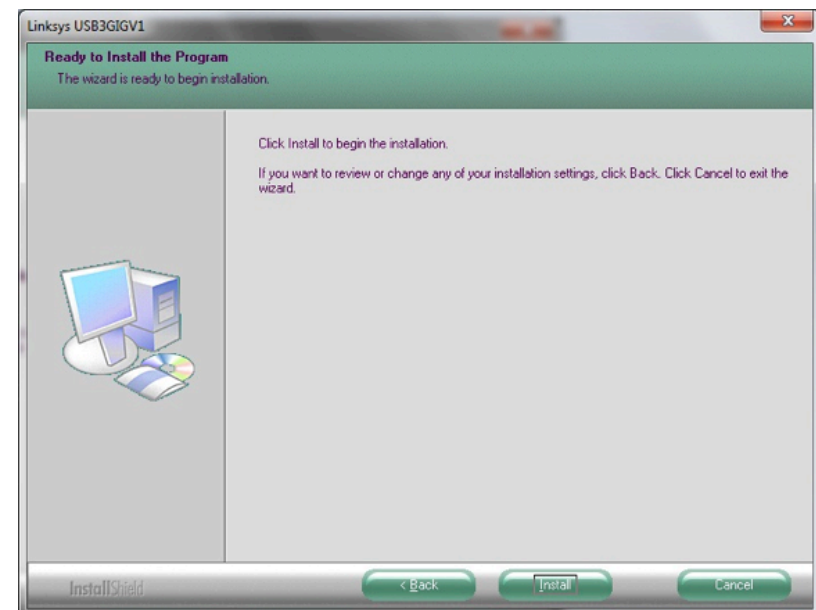 Linksys USB3GIGV1
Ready to Install the Program
The wizard is ready to begin installation.
Click Install to begin the installation.
If you want to review or change any of your installation settings, click Back. Click Cancel to exit the
wizard.
InstallShield
< Back
Install
Cancel